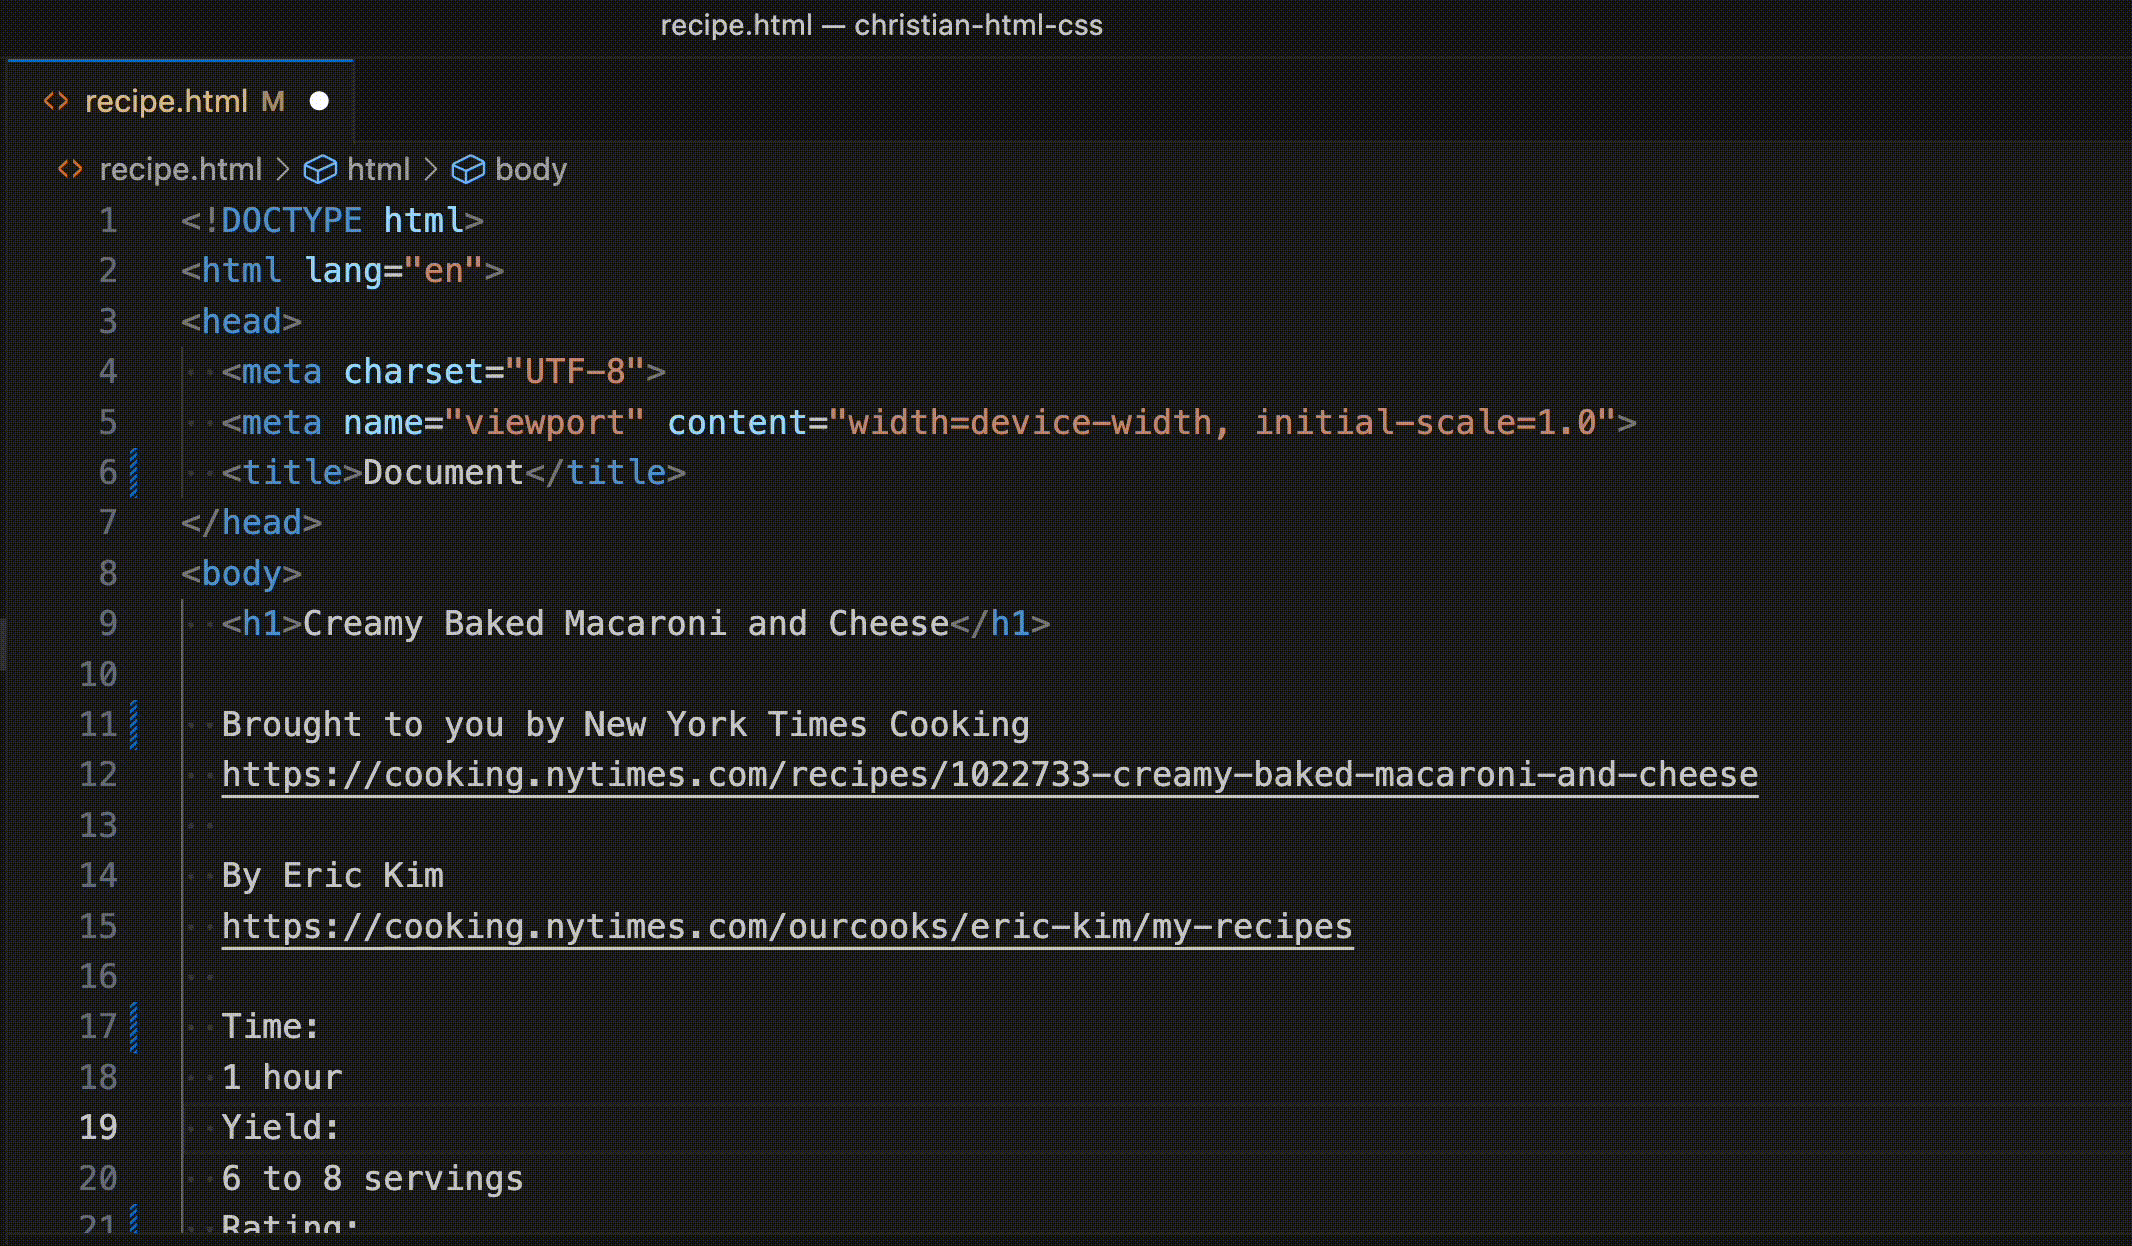 recipe.html — christian-html-css
recipe.html M
recipe.html > html > body
1 <!DOCTYPE html>
2 <html lang="en">
3 <head>
4 <meta charset="UTF-8">
5 <meta name="viewport" content="width=device-width, initial-scale=1.0">
6 <title>Document</title>
7 </head>
8 <body>
9 <h1>Creamy Baked Macaroni and Cheese</h1>
10
11 Brought to you by New York Times Cooking
12 https://cooking.nytimes.com/recipes/1022733-creamy-baked-macaroni-and-cheese
13
14 By Eric Kim
15 https://cooking.nytimes.com/ourcooks/eric-kim/my-recipes
16
17 Time:
18 1 hour
19 Yield:
20 6 to 8 servings
21 Rating: